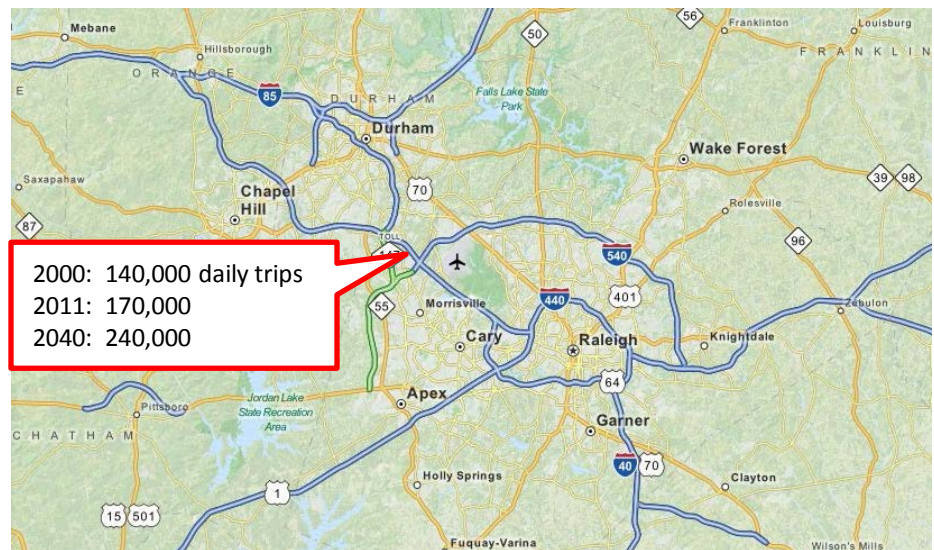 Mebane
56
Franklinton
Louisburg
Hillsborough
50
FRANKLIN
ORANGE
E
85
DURHAM
Falls Lake State
Park
Durham
Wake Forest
39
98
Saxapahaw
Chapel
Hill
70
Rolesville
87
TOLL
147
96
540
2000: 140,000 daily trips
2011: 170,000
2040: 240,000
55
Morrisville
440
401
Zebulon
Cary
Raleigh
Knightdale
64
Pittsboro
Jordan Lake
State Recreation
Area
Apex
CHATHAM
Garner
40
70
1
Holly Springs
Clayton
15
501
Fuquay-Varina
Wilson's Mills